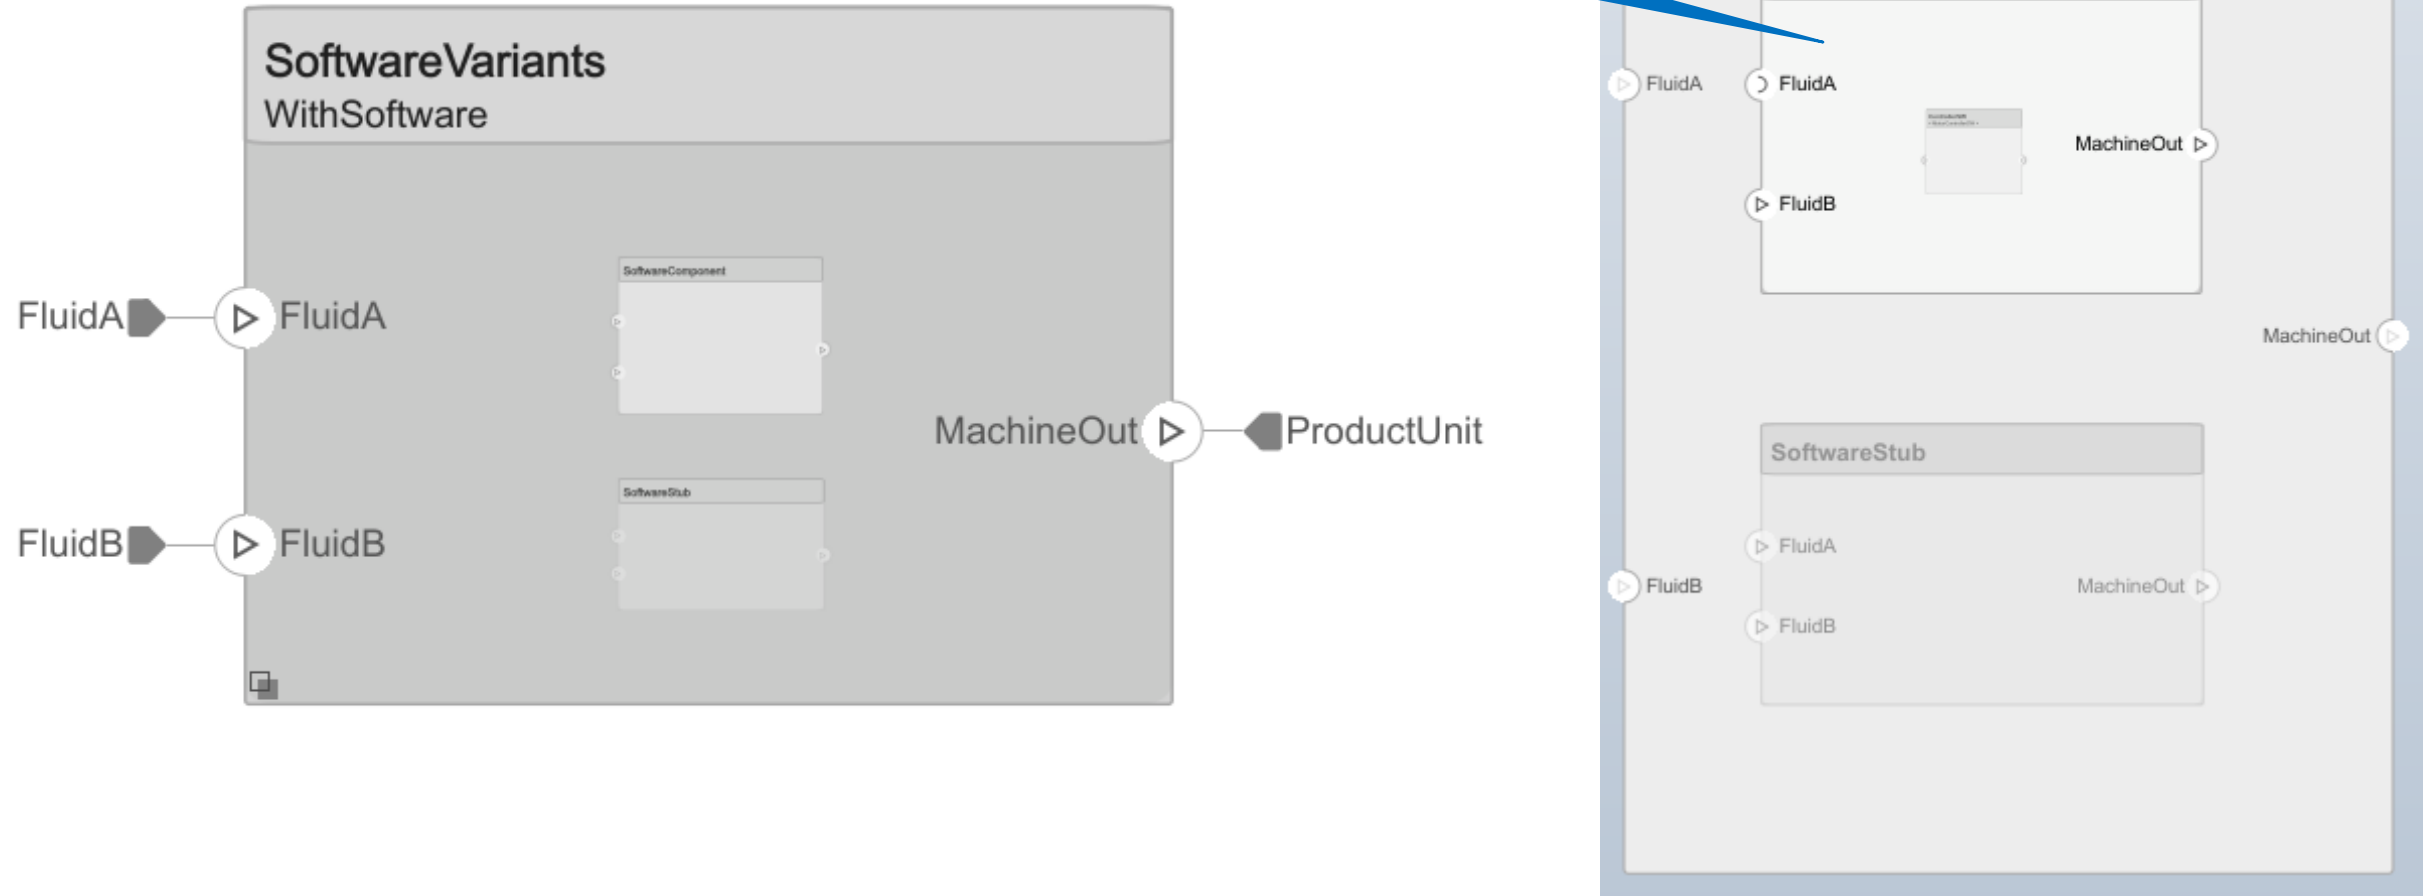 SoftwareVariants
WithSoftware
SoftwareComponent
FluidA
FluidA
MachineOut
ProductUnit
SoftwareStub
FluidB
FluidB
FluidA
FluidA
MachineOut
FluidB
MachineOut
SoftwareStub
FluidA
FluidB
MachineOut
FluidB